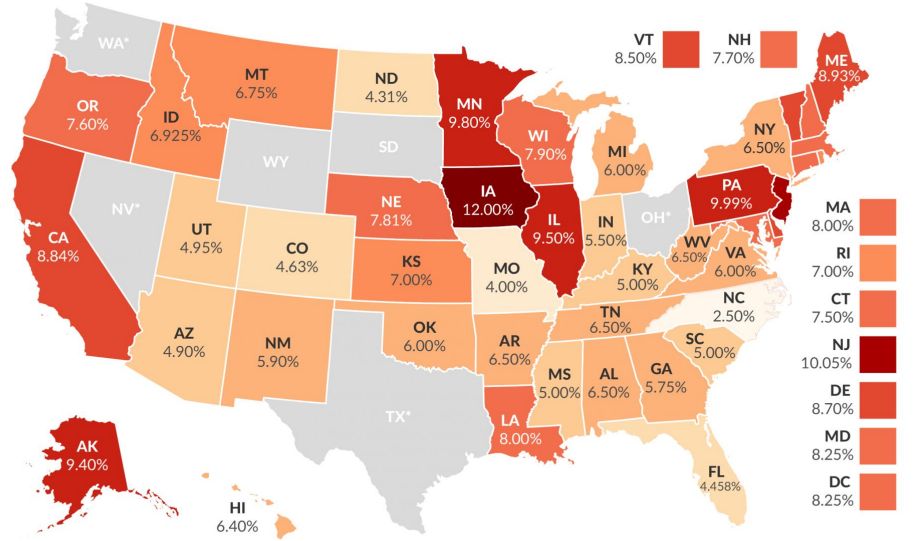 VT
8.50%
NH
7.70%
WA*
ME
8.93%
MT
6.75%
ND
4.31%
MN
9.80%
OR
7.60%
ID
6.925%
WI
7.90%
NY
6.50%
SD
MI
6.00%
WY
IA
12.00%
PA
9.99%
NE
7.81%
MA
8.00%
NV*
IL
9.50%
IN
5.50%
OH*
UT
4.95%
CO
4.63%
CA
8.84%
WV
6.50%
VA
6.00%
RI
7.00%
KS
7.00%
MO
4.00%
KY
5.00%
NC
2.50%
CT
7.50%
AZ
4.90%
NM
5.90%
OK
6.00%
AR
6.50%
TN
6.50%
SC
5.00%
NJ
10.05%
MS
5.00%
AL
6.50%
GA
5.75%
DE
8.70%
TX*
LA
8.00%
MD
8.25%
AK
9.40%
FL
4.458%
DC
8.25%
HI
6.40%